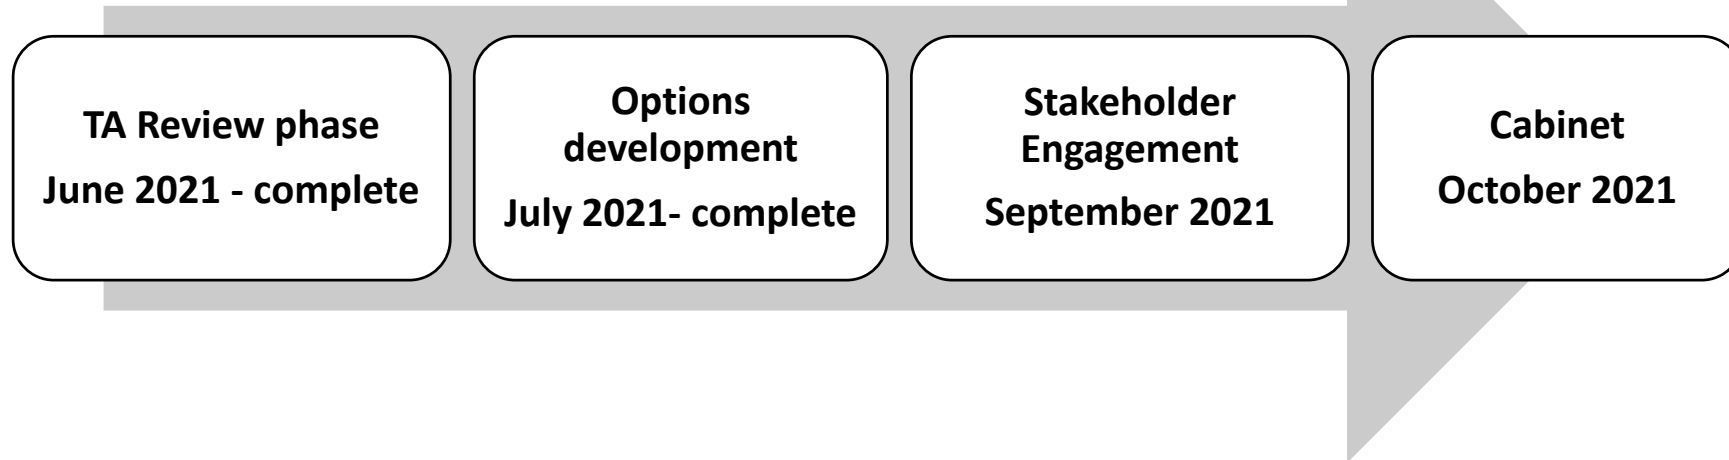 TA Review phase
June 2021 - complete
Options
development
July 2021- complete
Stakeholder
Engagement
September 2021
Cabinet
October 2021